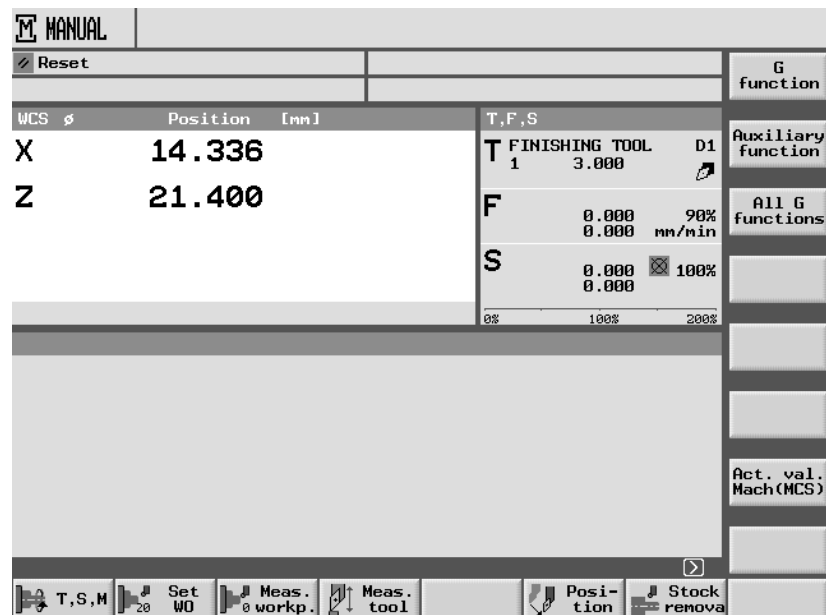 M MANUAL
Reset
G
function
WCS ø Position [mm]
T,F,S
X 14.336
Z 21.400
T FINISHING TOOL D1
1 3.000
Auxiliary
function
F 0.000 90%
0.000 mm/min
All G
functions
S 0.000 100%
0.000
0% 100% 200%
Act. val.
Mach(MCS)
T,S,M
20 Set
WO
0 Meas.
workp.
Meas.
tool
Posi-
tion
Stock
remova